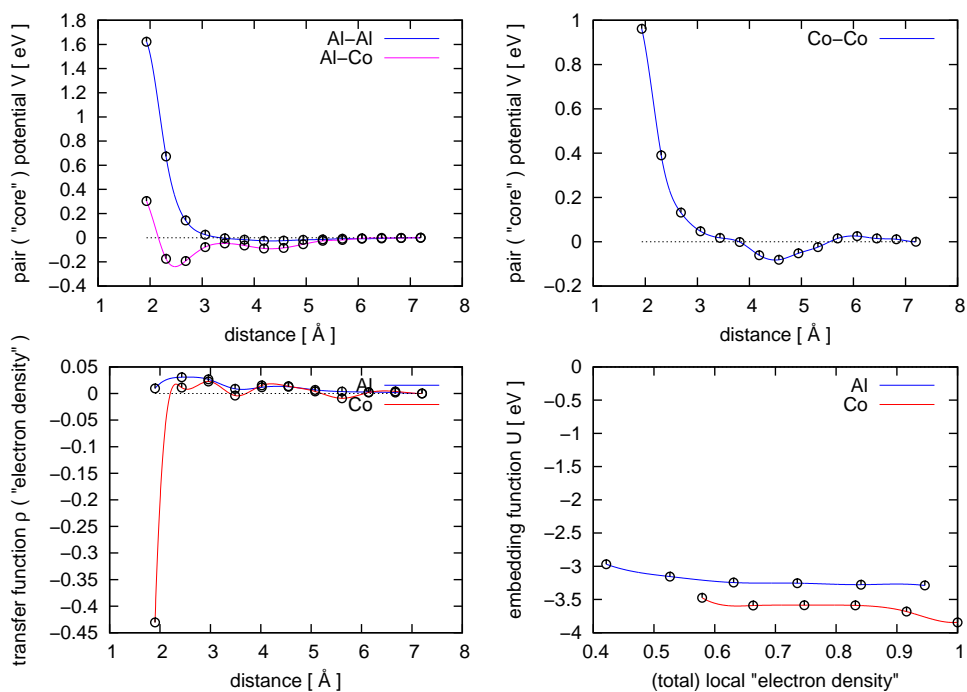 pair ( "core" ) potential V [ eV ]
1.8
1.6
1.4
1.2
1
0.8
0.6
0.4
0.2
0
−0.2
−0.4
Al−Al
Al−Co
1 2 3 4 5 6 7 8
distance [ Å ]
pair ( "core" ) potential V [ eV ]
1
0.8
0.6
0.4
0.2
0
−0.2
Co−Co
1 2 3 4 5 6 7 8
distance [ Å ]
transfer function ρ ( "electron density" )
0.05
0
−0.05
−0.1
−0.15
−0.2
−0.25
−0.3
−0.35
−0.4
−0.45
Al
Co
1 2 3 4 5 6 7 8
distance [ Å ]
embedding function U [ eV ]
0
−0.5
−1
−1.5
−2
−2.5
−3
−3.5
−4
Al
Co
0.4 0.5 0.6 0.7 0.8 0.9 1
(total) local "electron density"